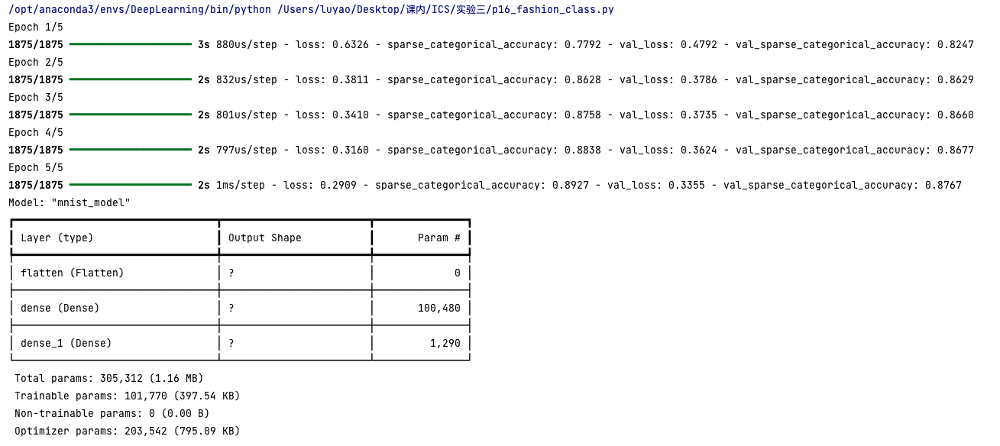 /opt/anaconda3/envs/DeepLearning/bin/python /Users/luyao/Desktop/课内/ICS/实验三/p16_fashion_class.py
Epoch 1/5
1875/1875 ━━━━━━━━━━━━━━━━━━━━ 3s 880us/step - loss: 0.6326 - sparse_categorical_accuracy: 0.7792 - val_loss: 0.4792 - val_sparse_categorical_accuracy: 0.8247
Epoch 2/5
1875/1875 ━━━━━━━━━━━━━━━━━━━━ 2s 832us/step - loss: 0.3811 - sparse_categorical_accuracy: 0.8628 - val_loss: 0.3786 - val_sparse_categorical_accuracy: 0.8629
Epoch 3/5
1875/1875 ━━━━━━━━━━━━━━━━━━━━ 2s 801us/step - loss: 0.3410 - sparse_categorical_accuracy: 0.8758 - val_loss: 0.3735 - val_sparse_categorical_accuracy: 0.8660
Epoch 4/5
1875/1875 ━━━━━━━━━━━━━━━━━━━━ 2s 797us/step - loss: 0.3160 - sparse_categorical_accuracy: 0.8838 - val_loss: 0.3624 - val_sparse_categorical_accuracy: 0.8677
Epoch 5/5
1875/1875 ━━━━━━━━━━━━━━━━━━━━ 2s 1ms/step - loss: 0.2909 - sparse_categorical_accuracy: 0.8927 - val_loss: 0.3355 - val_sparse_categorical_accuracy: 0.8767
Model: "mnist_model"
Layer (type) Output Shape Param #
flatten (Flatten) ? 0
dense (Dense) ? 100,480
dense_1 (Dense) ? 1,290
Total params: 305,312 (1.16 MB)
Trainable params: 101,770 (397.54 KB)
Non-trainable params: 0 (0.00 B)
Optimizer params: 203,542 (795.09 KB)